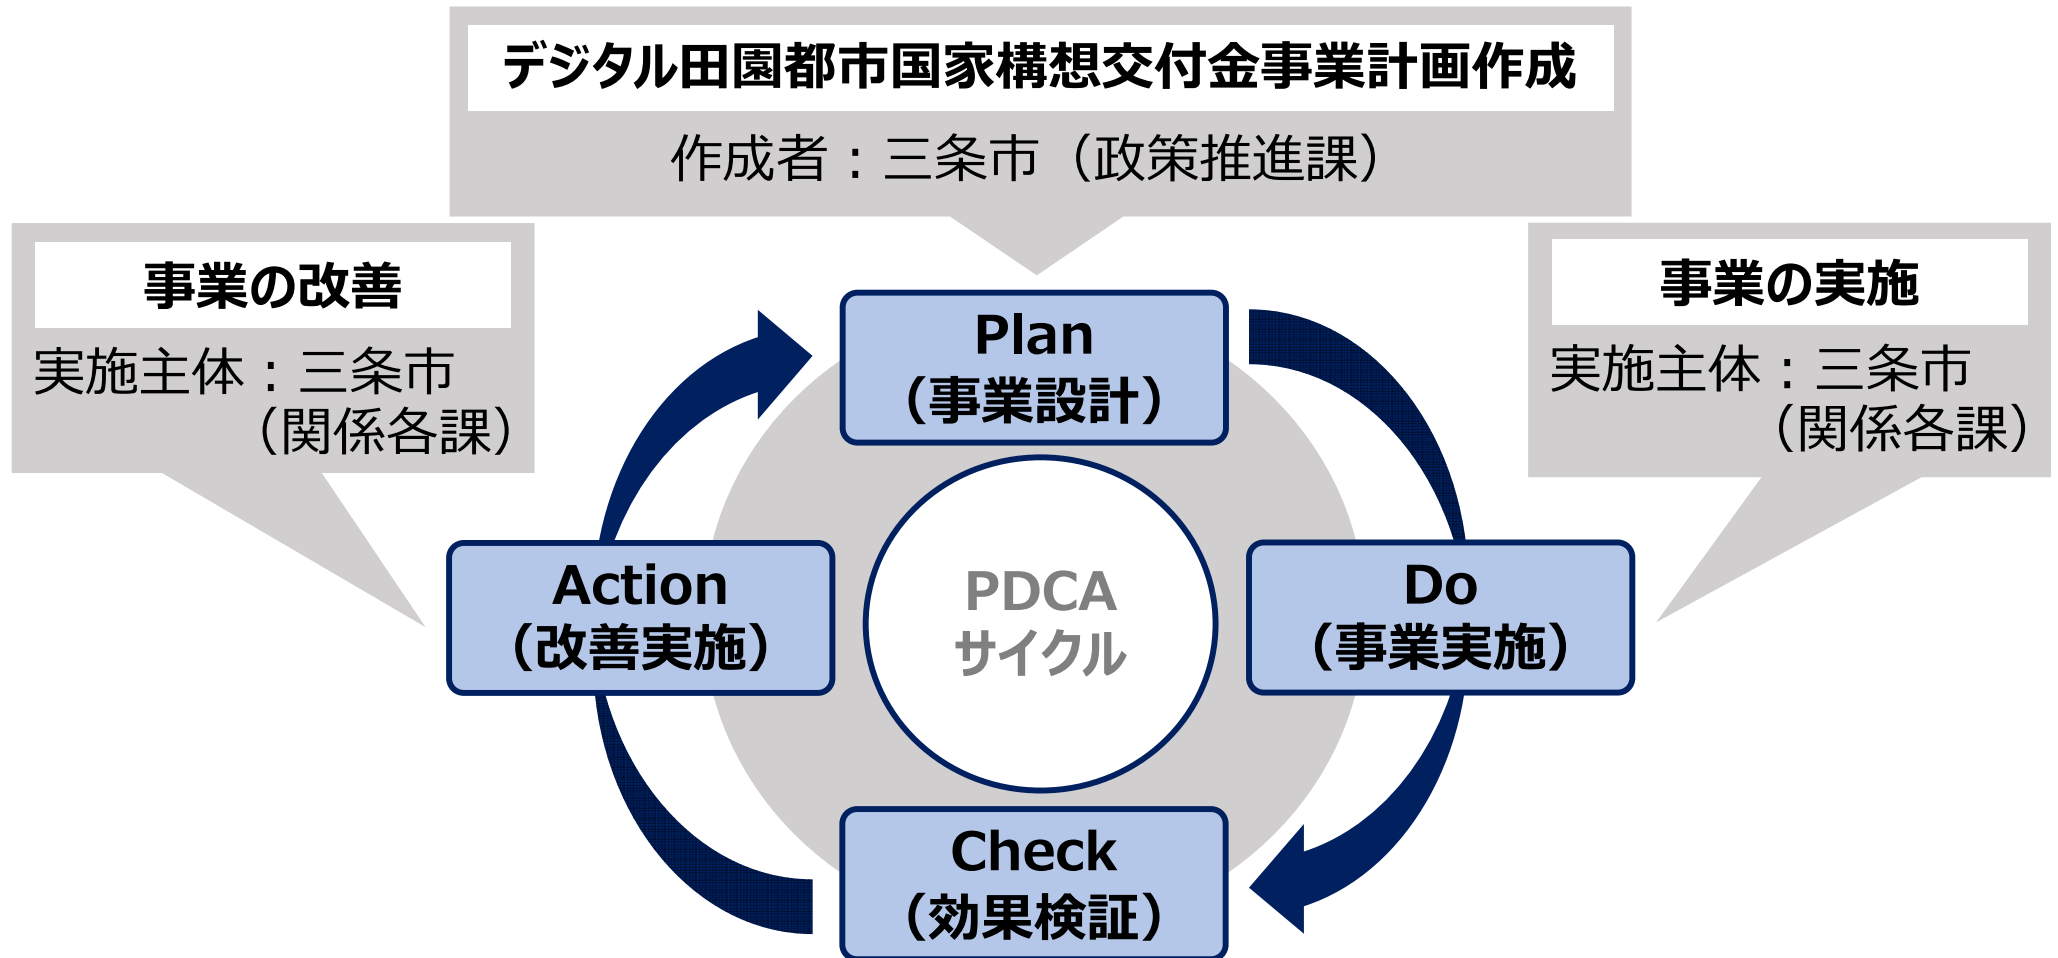 デジタル田園都市国家構想交付金事業計画作成
作成者：三条市（政策推進課）
事業の改善
実施主体：三条市
（関係各課）
事業の実施
実施主体：三条市
（関係各課）
Plan
（事業設計）
Action
（改善実施）
PDCA
サイクル
Do
（事業実施）
Check
（効果検証）